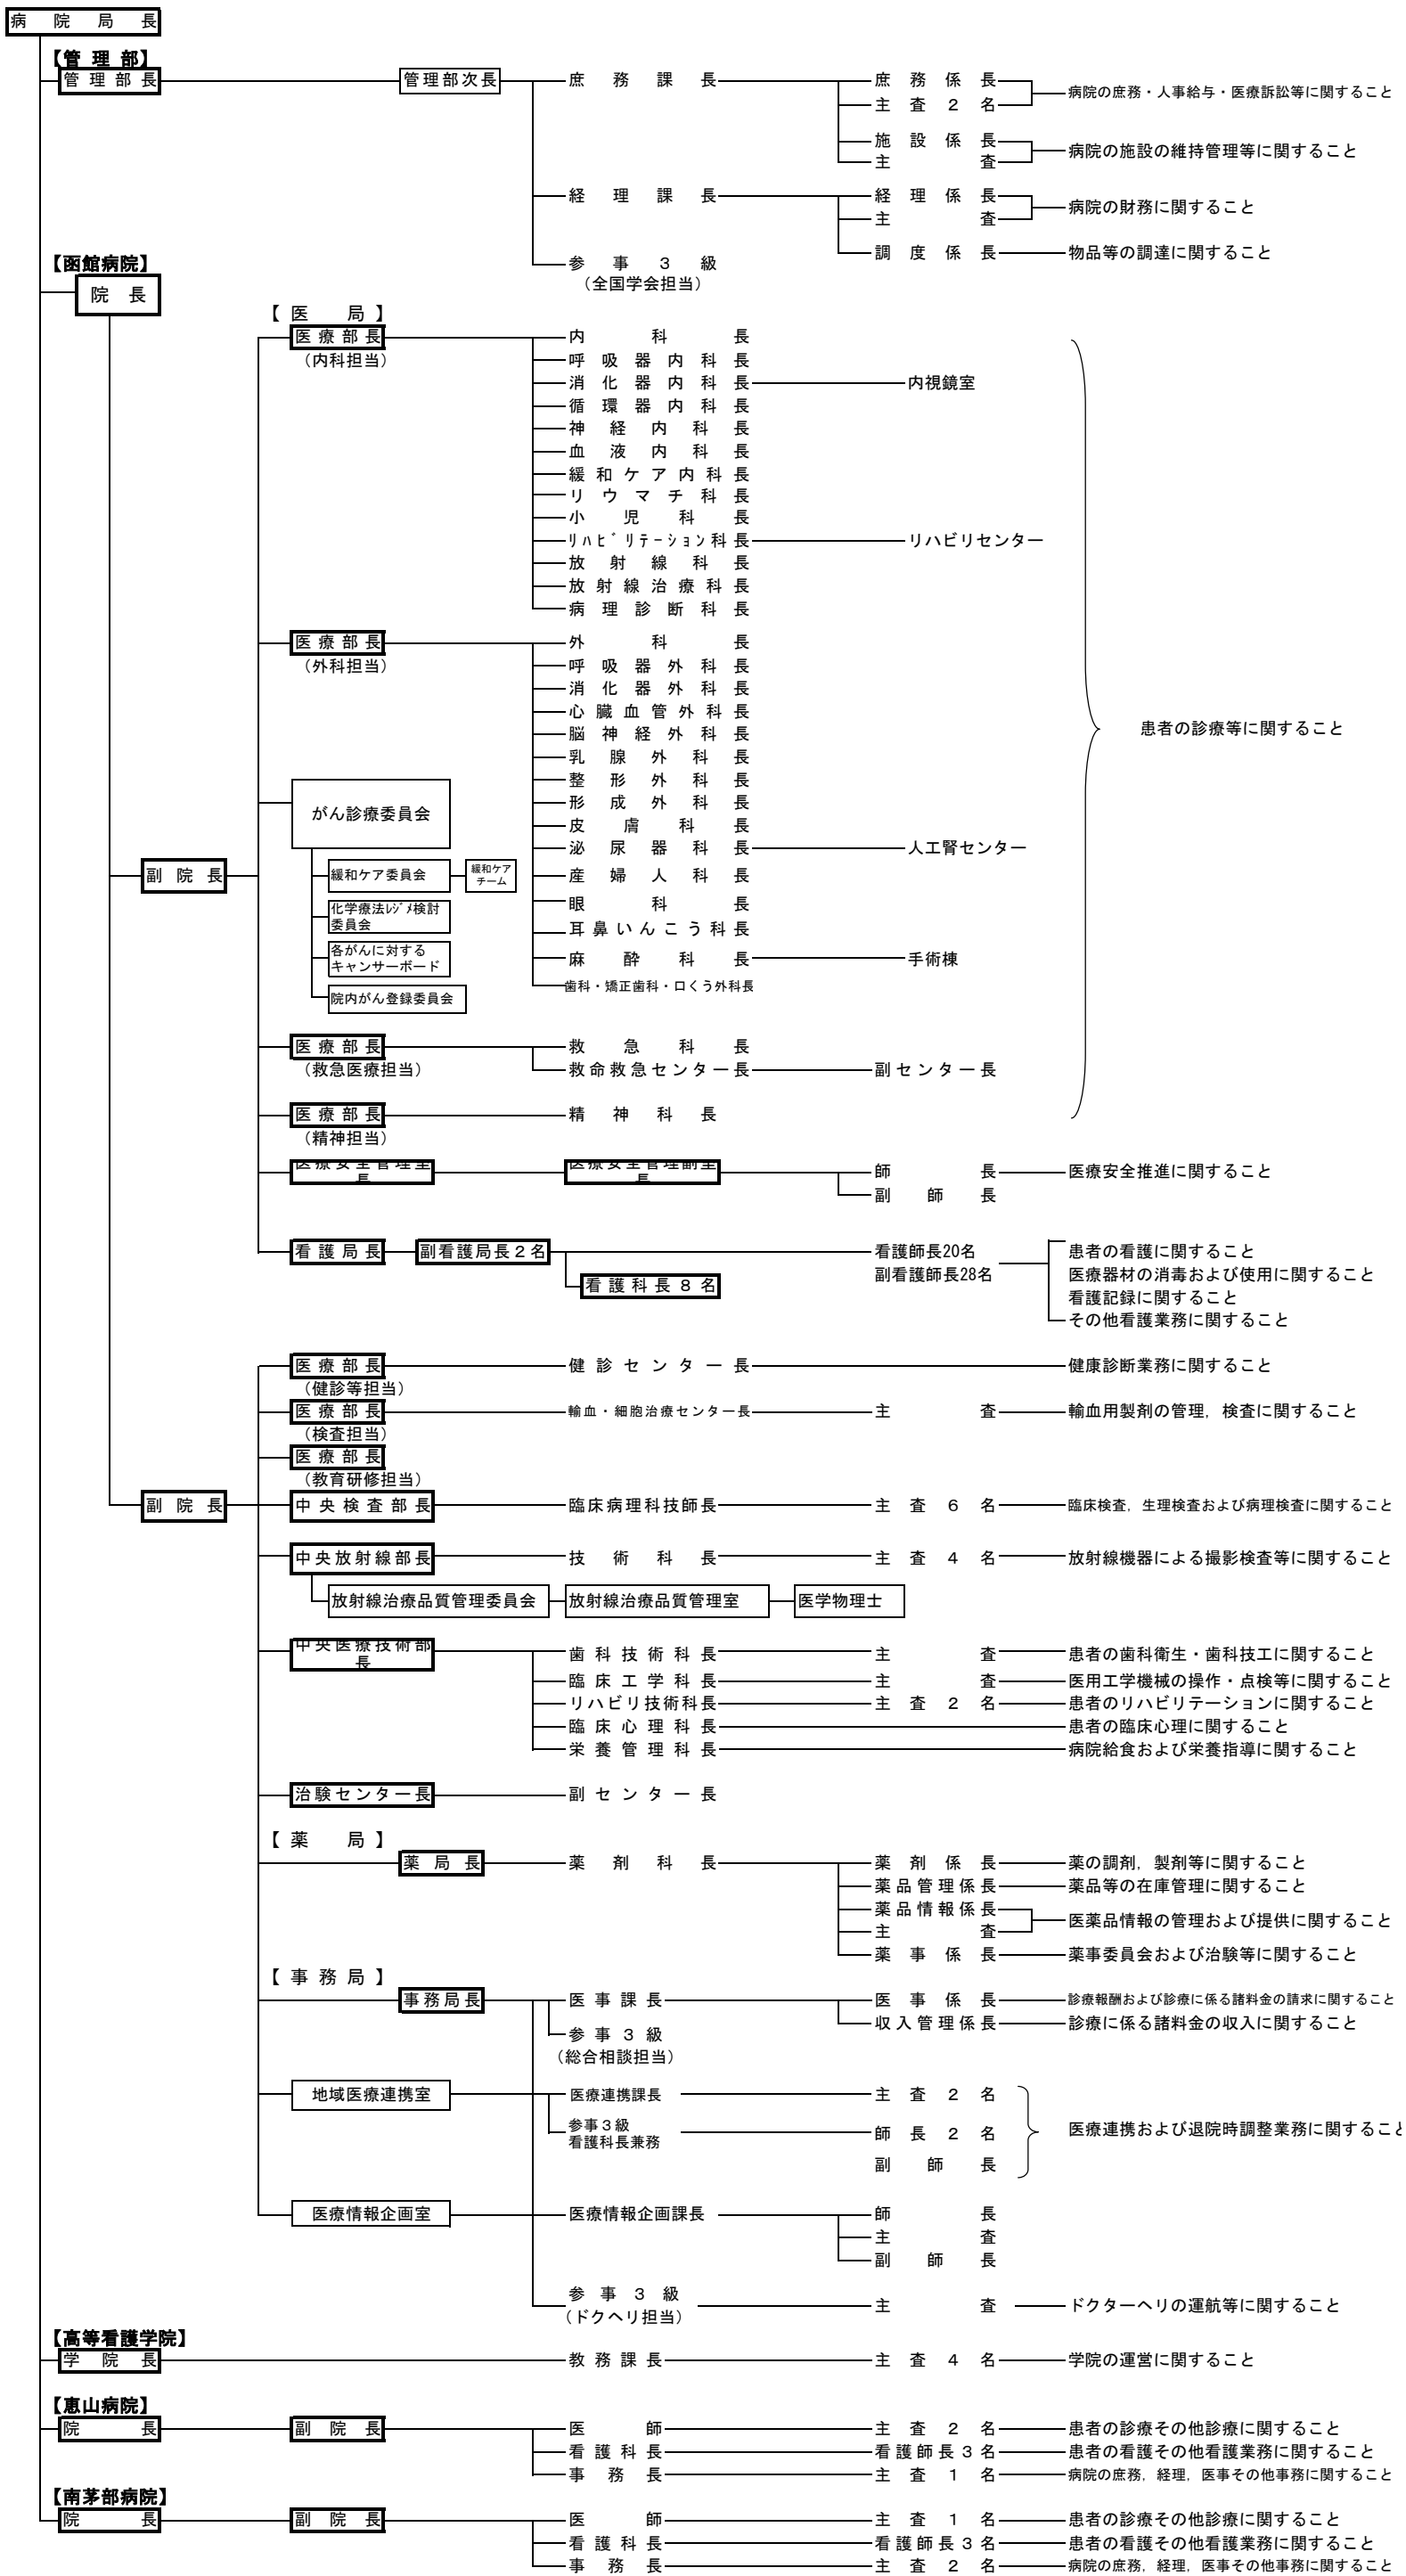 病院局長
【管理部】
管理部長 管理部次長 庶務課長 庶務係長
主査２名
病院の庶務・人事給与・医療訴訟等に関すること
施設係長
主査
病院の施設の維持管理等に関すること
経理課長 経理係長
主査
病院の財務に関すること
調度係長 物品等の調達に関すること
参事３級
（全国学会担当）
【函館病院】
院長
【医局】
医療部長
（内科担当）
内科長
呼吸器内科長
消化器内科長 内視鏡室
循環器内科長
神経内科長
血液内科長
緩和ケア内科長
リウマチ科長
小児科長
ﾘﾊﾋﾞﾘﾃｰｼｮﾝ科長 リハビリセンター
放射線科長
放射線治療科長
病理診断科長
医療部長
（外科担当）
外科長
呼吸器外科長
消化器外科長
心臓血管外科長
脳神経外科長
乳腺外科長
整形外科長
形成外科長
皮膚科長
泌尿器科長 人工腎センター
産婦人科長
眼科長
耳鼻いんこう科長
麻酔科長 手術棟
歯科・矯正歯科・口くう外科長
患者の診療等に関すること
がん診療委員会
副院長
緩和ケア委員会
緩和ケア
チーム
化学療法ﾚｼﾞﾒ検討
委員会
各がんに対する
キャンサーボード
院内がん登録委員会
医療部長
（救急医療担当）
救急科長
救命救急センター長 副センター長
医療部長
（精神担当）
精神科長
医療安全管理室
長
医療安全管理副室
長
師長 医療安全推進に関すること
副師長
看護局長 副看護局長２名 看護師長20名
副看護師長28名
看護科長８名
患者の看護に関すること
医療器材の消毒および使用に関すること
看護記録に関すること
その他看護業務に関すること
医療部長 健診センター長 健康診断業務に関すること
（健診等担当）
医療部長 輸血・細胞治療センター長 主査 輸血用製剤の管理，検査に関すること
（検査担当）
医療部長
（教育研修担当）
副院長 中央検査部長 臨床病理科技師長 主査６名 臨床検査，生理検査および病理検査に関すること
中央放射線部長 技術科長 主査４名 放射線機器による撮影検査等に関すること
放射線治療品質管理委員会 放射線治療品質管理室 医学物理士
中央医療技術部
長
歯科技術科長 主査 患者の歯科衛生・歯科技工に関すること
臨床工学科長 主査 医用工学機械の操作・点検等に関すること
リハビリ技術科長 主査２名 患者のリハビリテーションに関すること
臨床心理科長 患者の臨床心理に関すること
栄養管理科長 病院給食および栄養指導に関すること
治験センター長 副センター長
【薬局】
薬局長 薬剤科長 薬剤係長 薬の調剤，製剤等に関すること
薬品管理係長 薬品等の在庫管理に関すること
薬品情報係長
主査
医薬品情報の管理および提供に関すること
薬事係長 薬事委員会および治験等に関すること
【事務局】
事務局長 医事課長 医事係長 診療報酬および診療に係る諸料金の請求に関すること
収入管理係長 診療に係る諸料金の収入に関すること
参事３級
（総合相談担当）
地域医療連携室 医療連携課長 主査２名
参事３級
看護科長兼務
師長２名
副師長
医療連携および退院時調整業務に関すること
医療情報企画室 医療情報企画課長 師長
主査
副師長
参事３級
（ドクヘリ担当）
主査 ドクターヘリの運航等に関すること
【高等看護学院】
学院長 教務課長 主査４名 学院の運営に関すること
【恵山病院】
院長 副院長 医師 主査２名 患者の診療その他診療に関すること
看護科長 看護師長３名 患者の看護その他看護業務に関すること
事務長 主査１名 病院の庶務，経理，医事その他事務に関すること
【南茅部病院】
院長 副院長 医師 主査１名 患者の診療その他診療に関すること
看護科長 看護師長３名 患者の看護その他看護業務に関すること
事務長 主査２名 病院の庶務，経理，医事その他事務に関すること